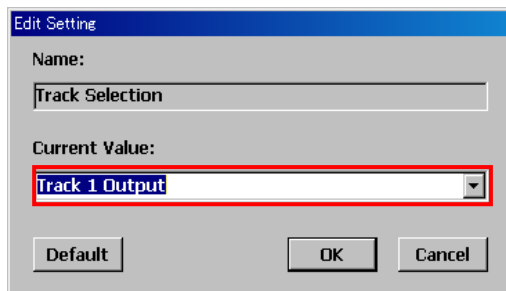 Edit Setting
Name:
Track Selection
Current Value:
Track 1 Output
Default OK Cancel